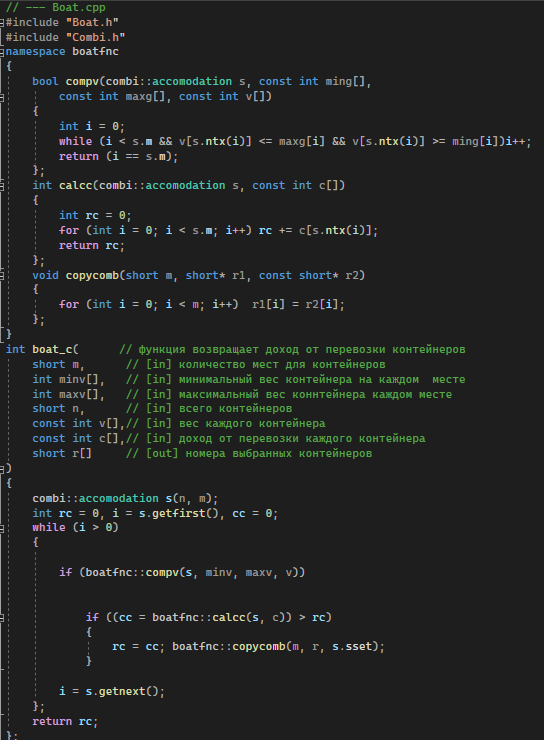 // --- Boat.cpp
#include "Boat.h"
#include "Combi.h"
namespace boatfnc
{
    bool compv(combi::accomodation s, const int ming[],
        const int maxg[], const int v[])
    {
        int i = 0;
        while (i < s.m && v[s.ntx(i)] <= maxg[i] && v[s.ntx(i)] >= ming[i])i++;
        return (i == s.m);
    };
    int calcc(combi::accomodation s, const int c[])
    {
        int rc = 0;
        for (int i = 0; i < s.m; i++) rc += c[s.ntx(i)];
        return rc;
    };
    void copycomb(short m, short* r1, const short* r2)
    {
        for (int i = 0; i < m; i++)  r1[i] = r2[i];
    };
}
int boat_c(      // функция возвращает доход от перевозки контейнеров
    short m,      // [in] количество мест для контейнеров
    int minv[],   // [in] минимальный вес контейнера на каждом  месте
    int maxv[],   // [in] максимальный вес коннтейнера каждом месте
    short n,      // [in] всего контейнеров
    const int v[],// [in] вес каждого контейнера
    const int c[],// [in] доход от перевозки каждого контейнера
    short r[]     // [out] номера выбранных контейнеров
)
{
    combi::accomodation s(n, m);
    int rc = 0, i = s.getfirst(), cc = 0;
    while (i > 0)
    {
        if (boatfnc::compv(s, minv, maxv, v))
            if ((cc = boatfnc::calcc(s, c)) > rc)
            {
                rc = cc; boatfnc::copycomb(m, r, s.sset);
            }
        i = s.getnext();
    };
    return rc;
};